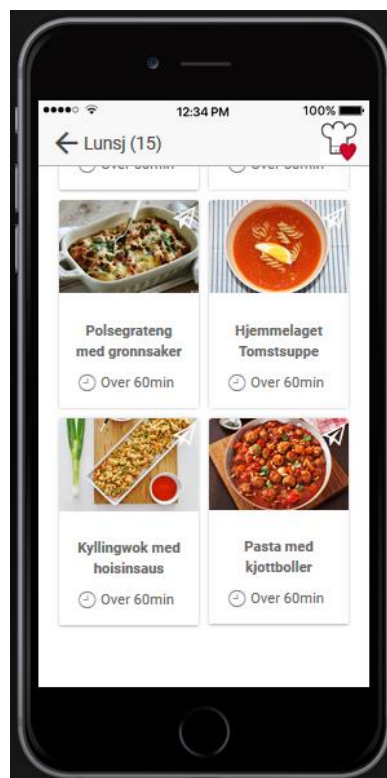 12:34 PM
100%
Lunsj (15)
Polsegrateng
med gronnsaker
Over 60min
Hjemmelaget
Tomstsuppe
Over 60min
Kyllingwok med
hoisinsaus
Over 60min
Pasta med
kjottboller
Over 60min